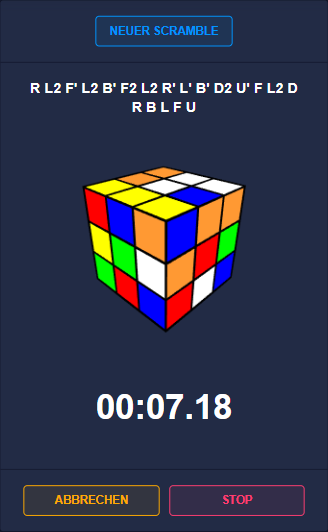 NEUER SCRAMBLE
R L2 F' L2 B' F2 L2 R' L' B' D2 U' F L2 D
R B L F U
00:07.18
ABBRECHEN
STOP